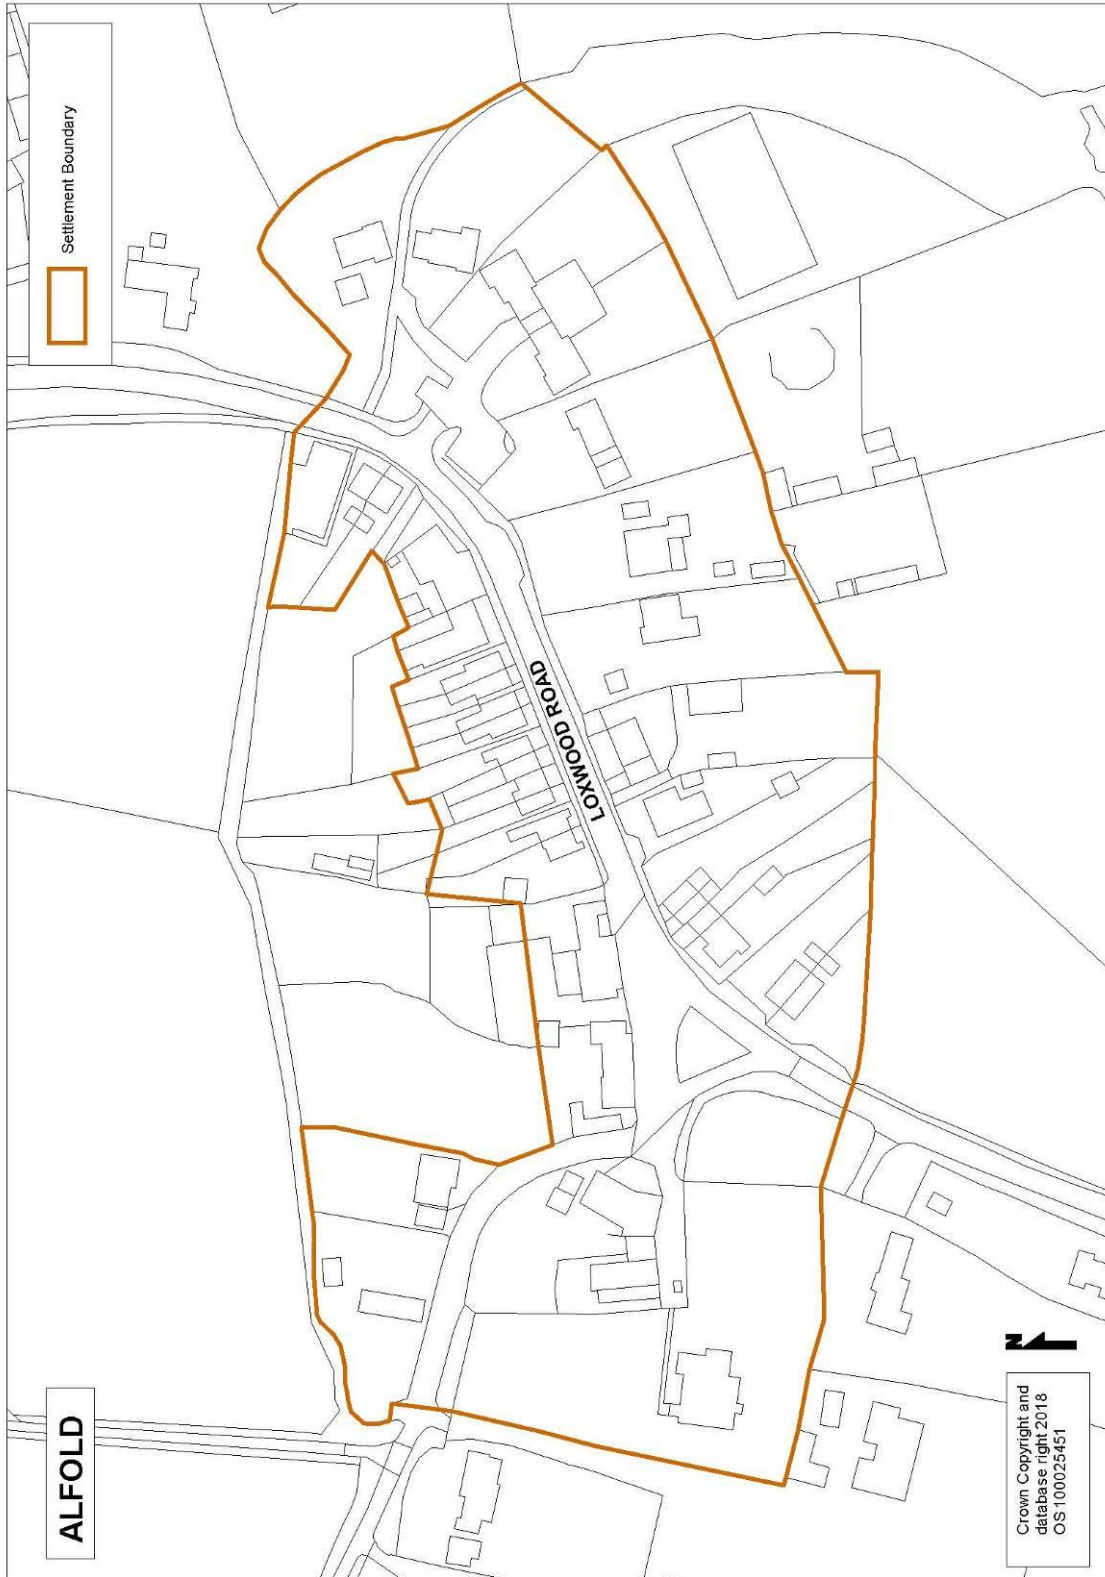 ALFOLD
Settlement Boundary
LOXWOOD ROAD
N
Crown Copyright and
database right 2018
OS100025451